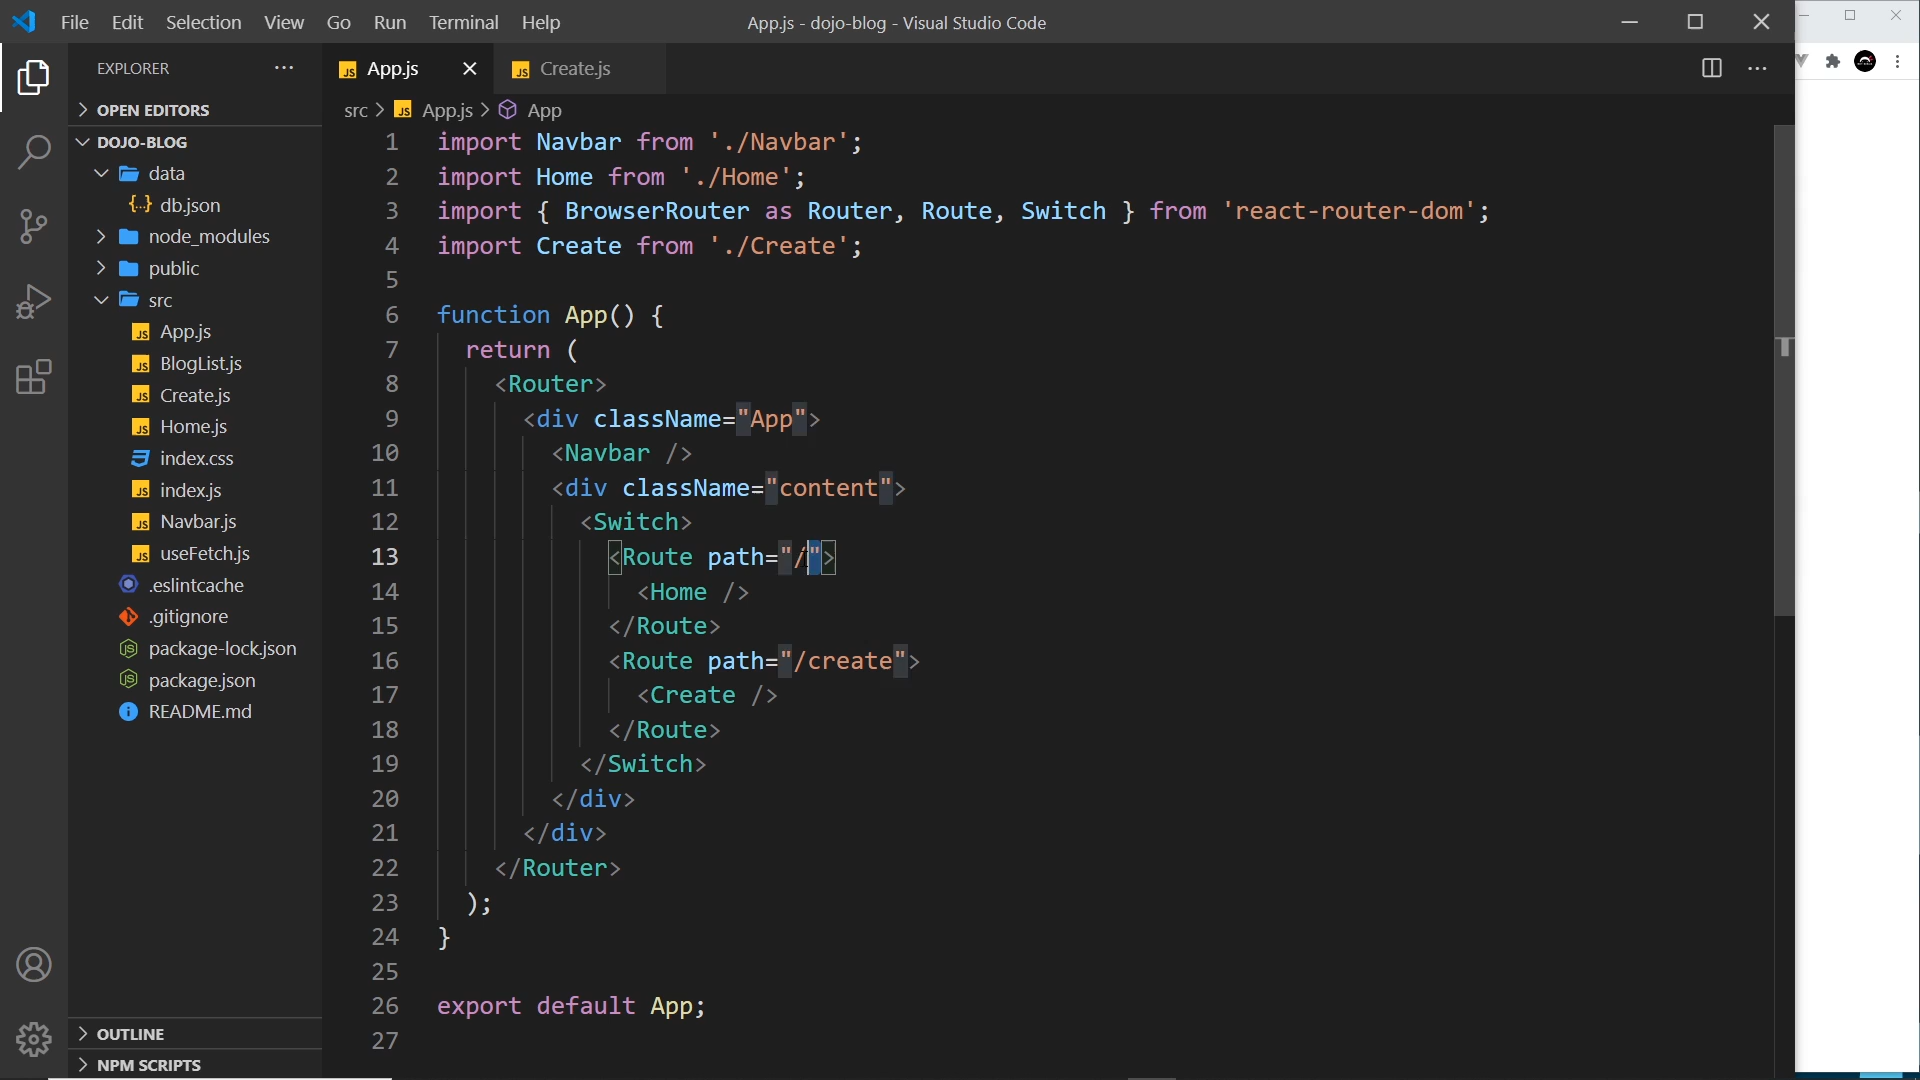 File Edit Selection View Go Run Terminal Help
App.js - dojo-blog - Visual Studio Code
EXPLORER
OPEN EDITORS
DOJO-BLOG
data
db.json
node_modules
public
src
App.js
BlogList.js
Create.js
Home.js
index.css
index.js
Navbar.js
useFetch.js
.eslintcache
.gitignore
package-lock.json
package.json
README.md
OUTLINE
NPM SCRIPTS
App.js Create.js
src > App.js > App
1 import Navbar from './Navbar';
2 import Home from './Home';
3 import { BrowserRouter as Router, Route, Switch } from 'react-router-dom';
4 import Create from './Create';
5
6 function App() {
7 return (
8 <Router>
9 <div className="App">
10 <Navbar />
11 <div className="content">
12 <Switch>
13 <Route path="/">
14 <Home />
15 </Route>
16 <Route path="/create">
17 <Create />
18 </Route>
19 </Switch>
20 </div>
21 </div>
22 </Router>
23 );
24 }
25
26 export default App;
27